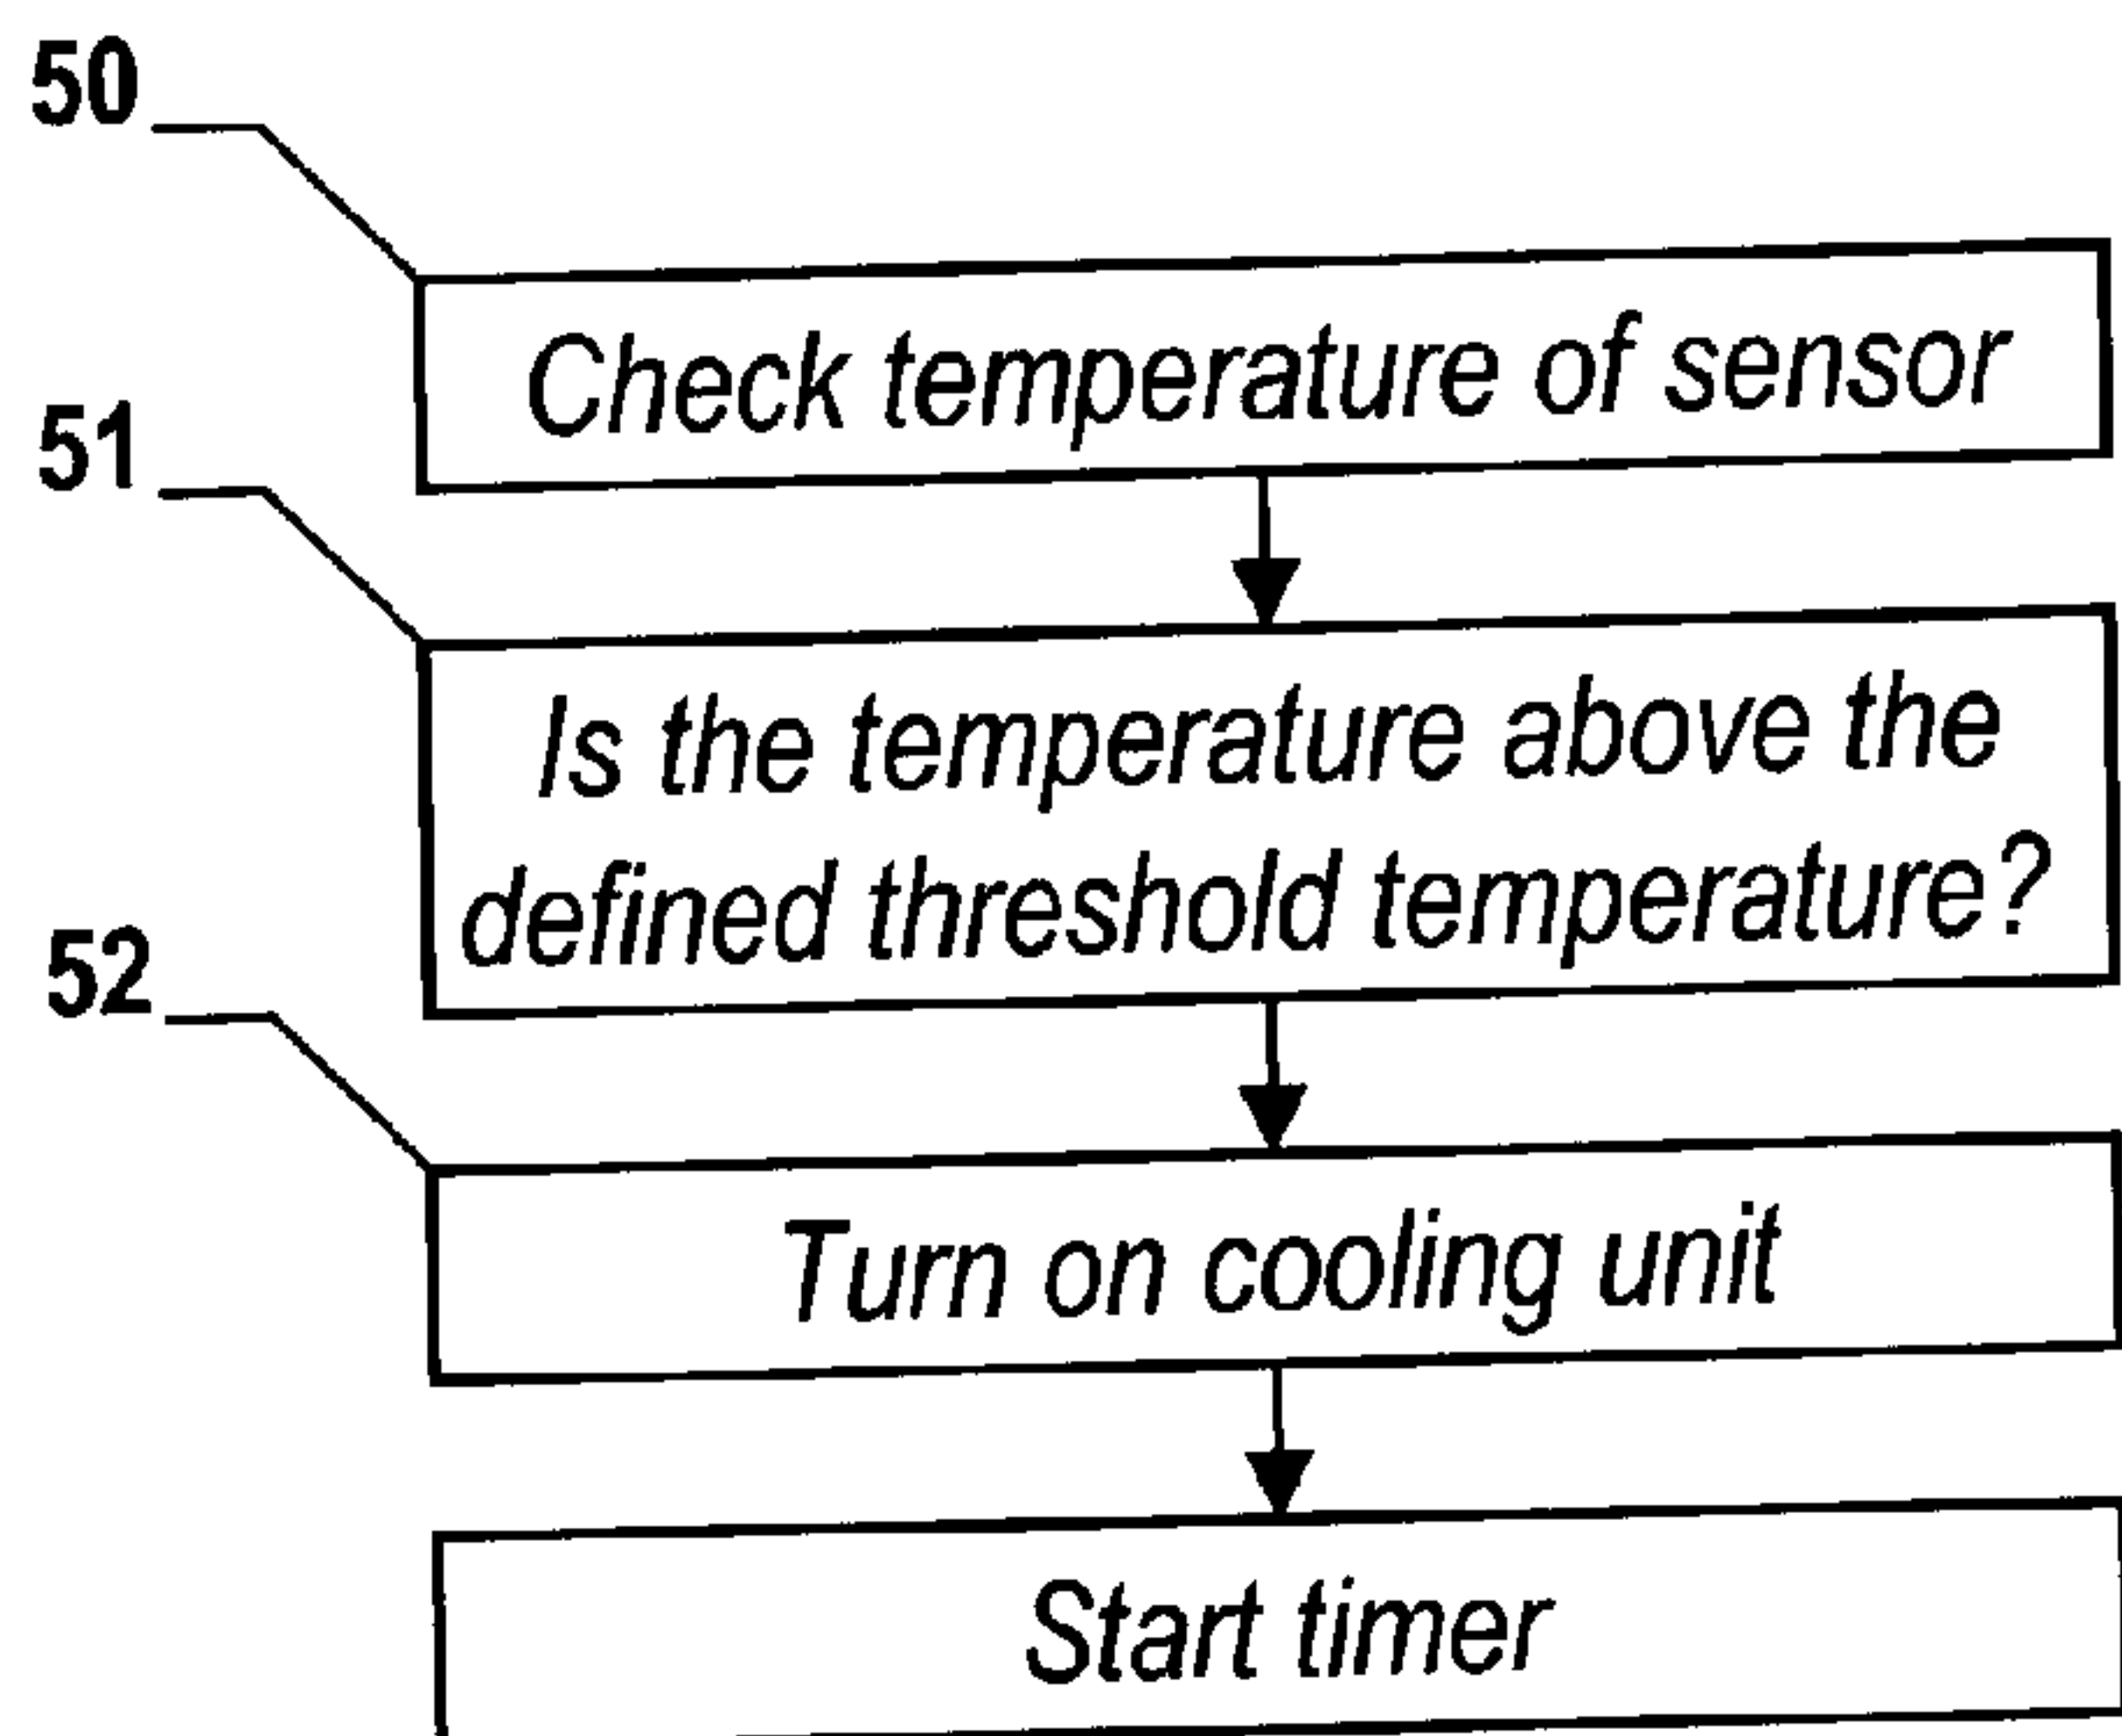 50
Check temperature of sensor
51
Is the temperature above the
defined threshold temperature?
52
Turn on cooling unit
Start timer